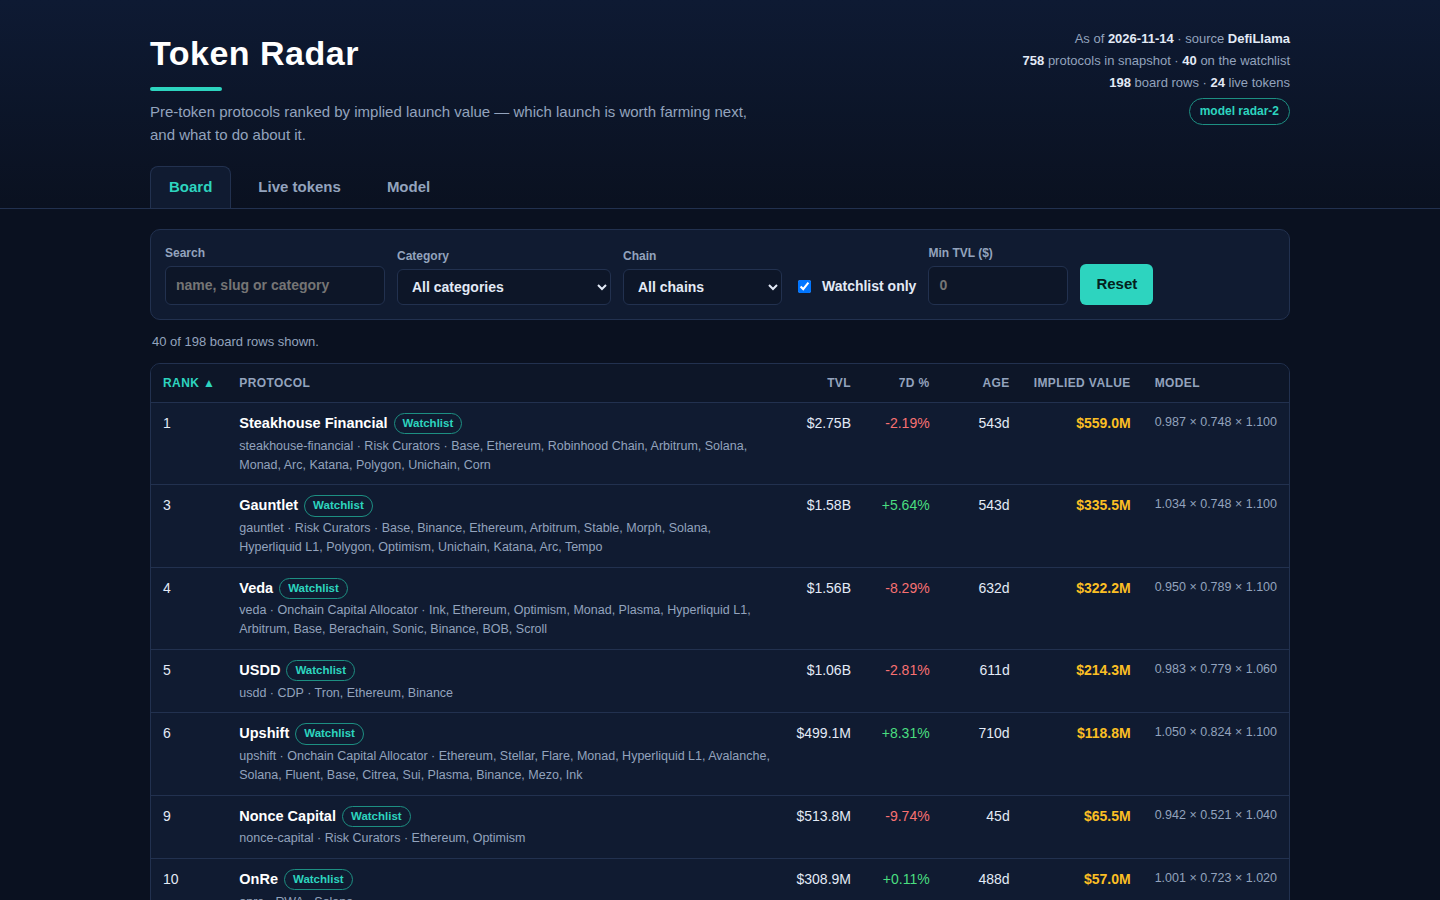 Token Radar
As of 2026-11-14 · source DefiLlama
758 protocols in snapshot · 40 on the watchlist
198 board rows · 24 live tokens
model radar-2
Pre-token protocols ranked by implied launch value — which launch is worth farming next,
and what to do about it.
Board Live tokens Model
Search Category Chain Min TVL ($)
name, slug or category All categories All chains Watchlist only 0 Reset
40 of 198 board rows shown.
RANK ▲ PROTOCOL TVL 7D % AGE IMPLIED VALUE MODEL
1 Steakhouse Financial Watchlist $2.75B -2.19% 543d $559.0M 0.987 × 0.748 × 1.100
steakhouse-financial · Risk Curators · Base, Ethereum, Robinhood Chain, Arbitrum, Solana,
Monad, Arc, Katana, Polygon, Unichain, Corn
3 Gauntlet Watchlist $1.58B +5.64% 543d $335.5M 1.034 × 0.748 × 1.100
gauntlet · Risk Curators · Base, Binance, Ethereum, Arbitrum, Stable, Morph, Solana,
Hyperliquid L1, Polygon, Optimism, Unichain, Katana, Arc, Tempo
4 Veda Watchlist $1.56B -8.29% 632d $322.2M 0.950 × 0.789 × 1.100
veda · Onchain Capital Allocator · Ink, Ethereum, Optimism, Monad, Plasma, Hyperliquid L1,
Arbitrum, Base, Berachain, Sonic, Binance, BOB, Scroll
5 USDD Watchlist $1.06B -2.81% 611d $214.3M 0.983 × 0.779 × 1.060
usdd · CDP · Tron, Ethereum, Binance
6 Upshift Watchlist $499.1M +8.31% 710d $118.8M 1.050 × 0.824 × 1.100
upshift · Onchain Capital Allocator · Ethereum, Stellar, Flare, Monad, Hyperliquid L1, Avalanche,
Solana, Fluent, Base, Citrea, Sui, Plasma, Binance, Mezo, Ink
9 Nonce Capital Watchlist $513.8M -9.74% 45d $65.5M 0.942 × 0.521 × 1.040
nonce-capital · Risk Curators · Ethereum, Optimism
10 OnRe Watchlist $308.9M +0.11% 488d $57.0M 1.001 × 0.723 × 1.020